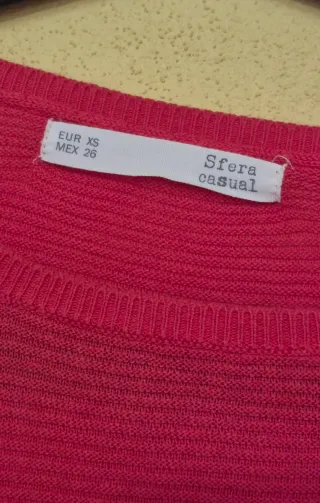 EUR XS
MEX 26
Sfera
casual